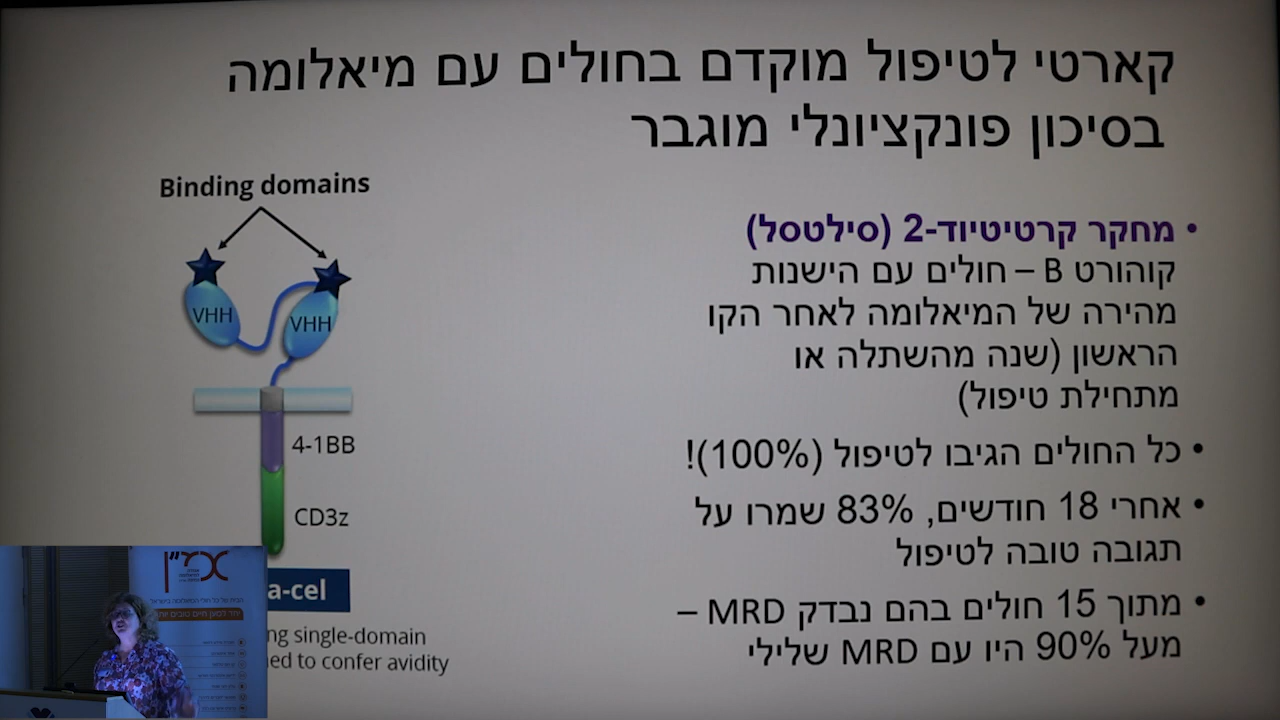 קארטי לטיפול מוקדם בחולים עם מיאלומה
בסיכון פונקציונלי מוגבר
• מחקר קרטיטיוד-2 (סילטסל)
קוהורט B – חולים עם הישנות
מהירה של המיאלומה לאחר הקו
הראשון (שנה מהשתלה או
מתחילת טיפול)
• כל החולים הגיבו לטיפול (100%)!
• אחרי 18 חודשים, 83% שמרו על
תגובה טובה לטיפול
• מתוך 15 חולים בהם נבדק MRD –
מעל 90% היו עם MRD שלילי
Binding domains
VHH
VHH
4-1BB
CD3z
a-cel
ng single-domain
ed to confer avidity
אמ"ן